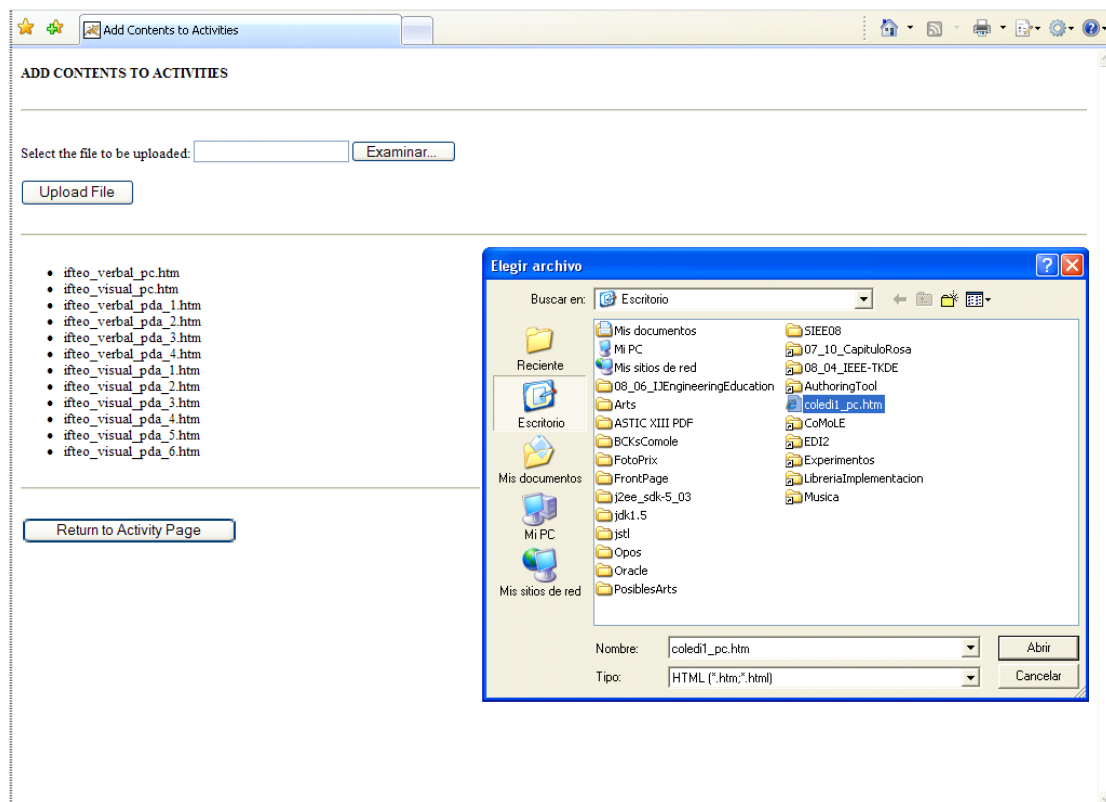 Add Contents to Activities
ADD CONTENTS TO ACTIVITIES
Select the file to be uploaded:
Examinar...
Upload File
ifteo_verbal_pc.htm
ifteo_visual_pc.htm
ifteo_verbal_pda_1.htm
ifteo_verbal_pda_2.htm
ifteo_verbal_pda_3.htm
ifteo_verbal_pda_4.htm
ifteo_visual_pda_1.htm
ifteo_visual_pda_2.htm
ifteo_visual_pda_3.htm
ifteo_visual_pda_4.htm
ifteo_visual_pda_5.htm
ifteo_visual_pda_6.htm
Return to Activity Page
Elegir archivo
Buscar en:
Escritorio
Reciente
Escritorio
Mis documentos
Mi PC
Mis sitios de red
Mis documentos
Mi PC
Mis sitios de red
08_06_IJEngineeringEducation
Arts
ASTIC XIII PDF
BCKsComole
FotoPrix
FrontPage
j2ee_sdk-5_03
jdk1.5
jstl
Opos
Oracle
PosiblesArts
SIEE08
07_10_CapituloRosa
08_04_IEEE-TKDE
AuthoringTool
coledi1_pc.htm
CoMoLE
EDI2
Experimentos
LibreriaImplementacion
Musica
Nombre:
coledi1_pc.htm
Abrir
Tipo:
HTML (*.htm;*.html)
Cancelar